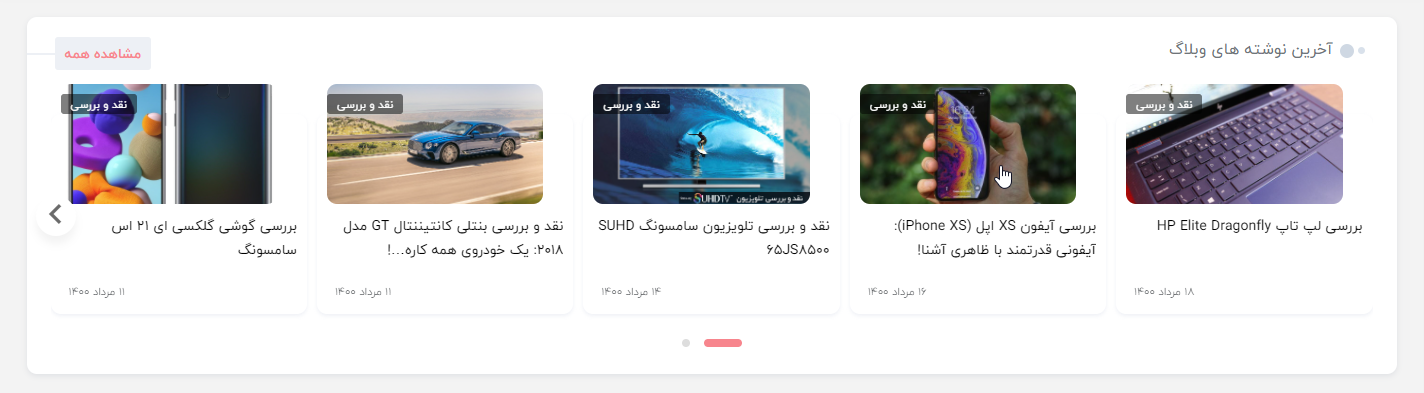 آخرین نوشته های وبلاگ
مشاهده همه
نقد و بررسی
بررسی لپ تاپ HP Elite Dragonfly
۱۸ مرداد ۱۴۰۰
نقد و بررسی
بررسی آیفون XS اپل (iPhone XS):
آیفونی قدرتمند با ظاهری آشنا!
۱۶ مرداد ۱۴۰۰
نقد و بررسی
نقد و بررسی تلویزیون SUHDTV
نقد و بررسی تلویزیون سامسونگ SUHD
۶۵JS۸۵۰۰
۱۴ مرداد ۱۴۰۰
نقد و بررسی
نقد و بررسی بنتلی کانتیننتال GT مدل
۲۰۱۸: یک خودروی همه کاره…!
۱۱ مرداد ۱۴۰۰
نقد و بررسی
بررسی گوشی گلکسی ای ۲۱ اس
سامسونگ
۱۱ مرداد ۱۴۰۰